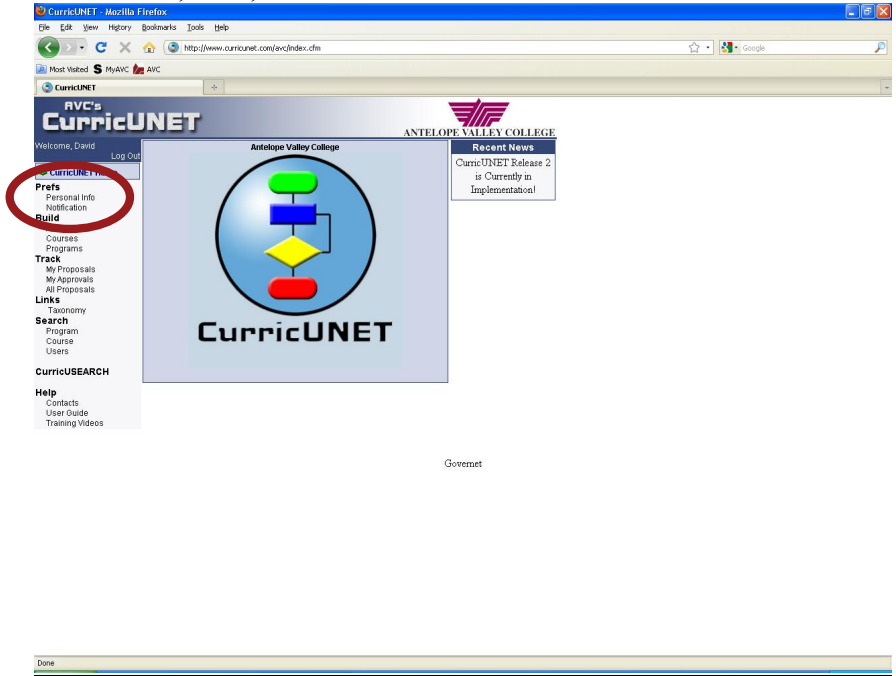 CurricUNET - Mozilla Firefox
File Edit View History Bookmarks Tools Help
http://www.curricunet.com/avc/index.cfm
Google
Most Visited MyAVC AVC
CurricUNET
AVC's
CurricUNET
ANTELOPE VALLEY COLLEGE
Welcome, David
Log Out
Antelope Valley College
Recent News
CurricUNET Release 2
is Currently in
Implementation!
CurricUNET
Prefs
Personal Info
Notification
Build
Courses
Programs
Track
My Proposals
My Approvals
All Proposals
Links
Taxonomy
Search
Program
Course
Users
CurricUSEARCH
Help
Contacts
User Guide
Training Videos
CurricUNET
Governet
Done